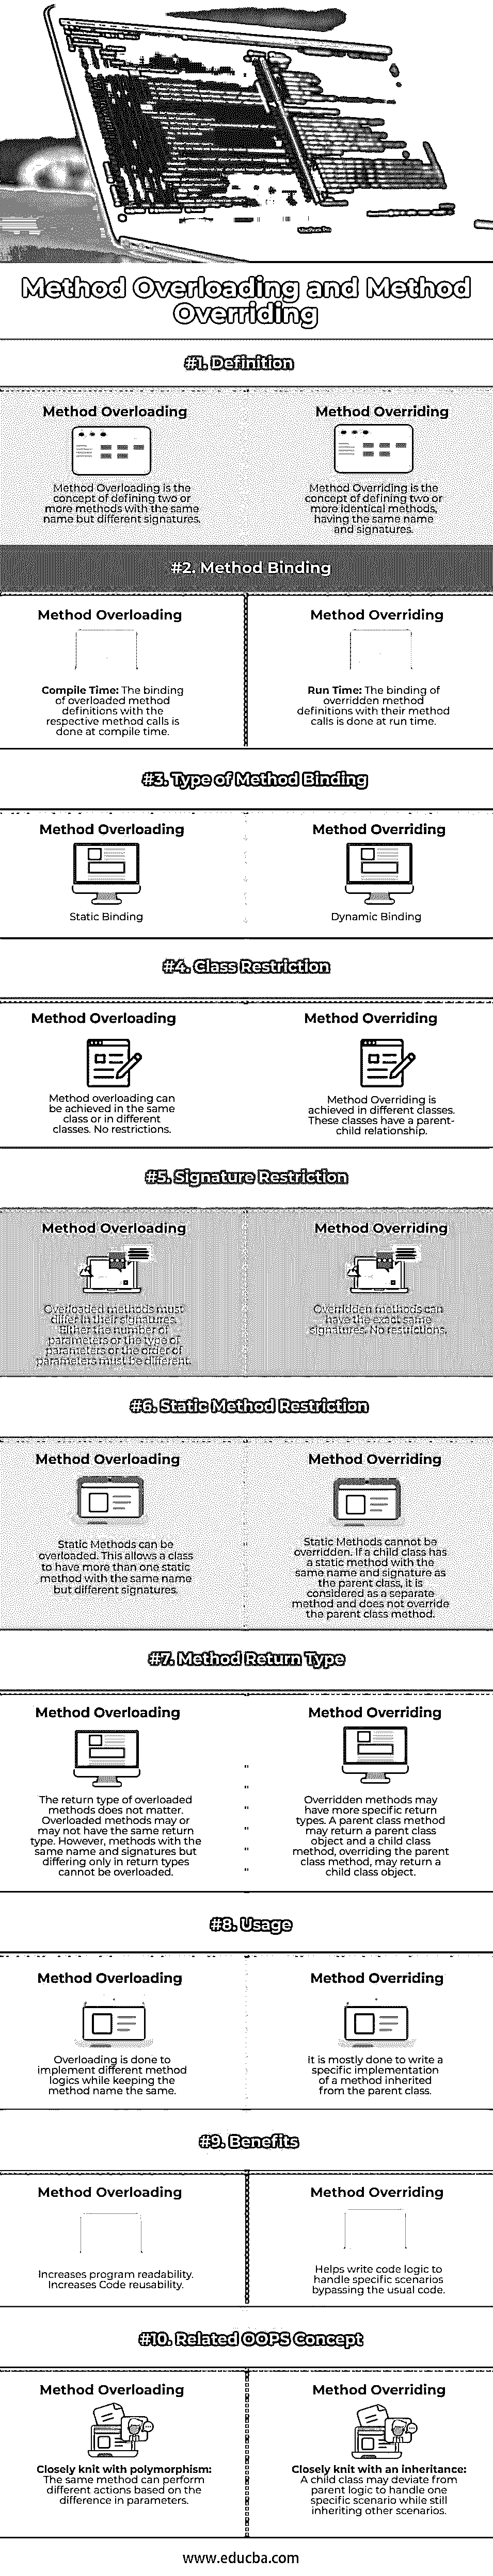 Method Overloading and Method
Overriding
#1. Definition
Method Overloading
Method Overloading is the
concept of defining two or
more methods with the same
name but different signatures.
Method Overriding
Method Overriding is the
concept of defining two or
more identical methods,
having the same name
and signatures.
#2. Method Binding
Method Overloading
Compile Time: The binding
of overloaded method
definitions with the
respective method calls is
done at compile time.
Method Overriding
Run Time: The binding of
overridden method
definitions with their method
calls is done at run time.
#3. Type of Method Binding
Method Overloading
Static Binding
Method Overriding
Dynamic Binding
#4. Class Restriction
Method Overloading
Method overloading can
be achieved in the same
class or in different
classes. No restrictions.
Method Overriding
Method Overriding is
achieved in different classes.
These classes have a parent-
child relationship.
#5. Signature Restriction
Method Overloading
Overloaded methods must
differ in their signatures.
Either the number of
parameters or the type of
parameters or the order of
parameters must be different.
Method Overriding
Overridden methods can
have the exact same
signatures. No restrictions.
#6. Static Method Restriction
Method Overloading
Static Methods can be
overloaded. This allows a class
to have more than one static
method with the same name
but different signatures.
Method Overriding
Static Methods cannot be
overridden. If a child class has
a static method with the
same name and signature as
the parent class, it is
considered as a separate
method and does not override
the parent class method.
#7. Method Return Type
Method Overloading
The return type of overloaded
methods does not matter.
Overloaded methods may or
may not have the same return
type. However, methods with the
same name and signatures but
differing only in return types
cannot be overloaded.
Method Overriding
Overridden methods may
have more specific return
types. A parent class method
may return a parent class
object and a child class
method, overriding the parent
class method, may return a
child class object.
#8. Usage
Method Overloading
Overloading is done to
implement different method
logics while keeping the
method name the same.
Method Overriding
It is mostly done to write a
specific implementation
of a method inherited
from the parent class.
#9. Benefits
Method Overloading
Increases program readability.
Increases Code reusability.
Method Overriding
Helps write code logic to
handle specific scenarios
bypassing the usual code.
#10. Related OOPS Concept
Method Overloading
Closely knit with polymorphism:
The same method can perform
different actions based on the
difference in parameters.
Method Overriding
Closely knit with an inheritance:
A child class may deviate from
parent logic to handle one
specific scenario while still
inheriting other scenarios.
www.educba.com